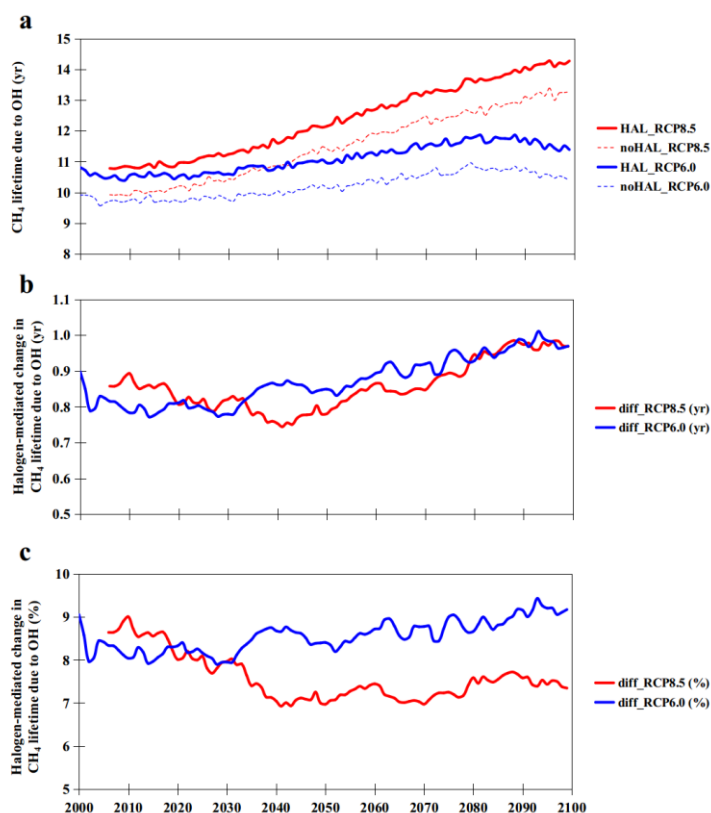 a
CH4 lifetime due to OH (yr)
15
14
13
12
11
10
9
8
HAL_RCP8.5
noHAL_RCP8.5
HAL_RCP6.0
noHAL_RCP6.0
b
Halogen-mediated change in
CH4 lifetime due to OH (yr)
1.1
1.0
0.9
0.8
0.7
0.6
0.5
diff_RCP8.5 (yr)
diff_RCP6.0 (yr)
c
Halogen-mediated change in
CH4 lifetime due to OH (%)
10
9
8
7
6
5
diff_RCP8.5 (%)
diff_RCP6.0 (%)
2000 2010 2020 2030 2040 2050 2060 2070 2080 2090 2100